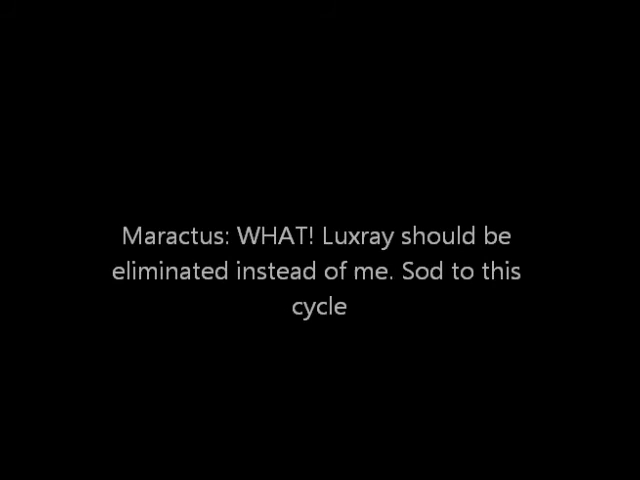 Maractus: WHAT! Luxray should be
eliminated instead of me. Sod to this
cycle